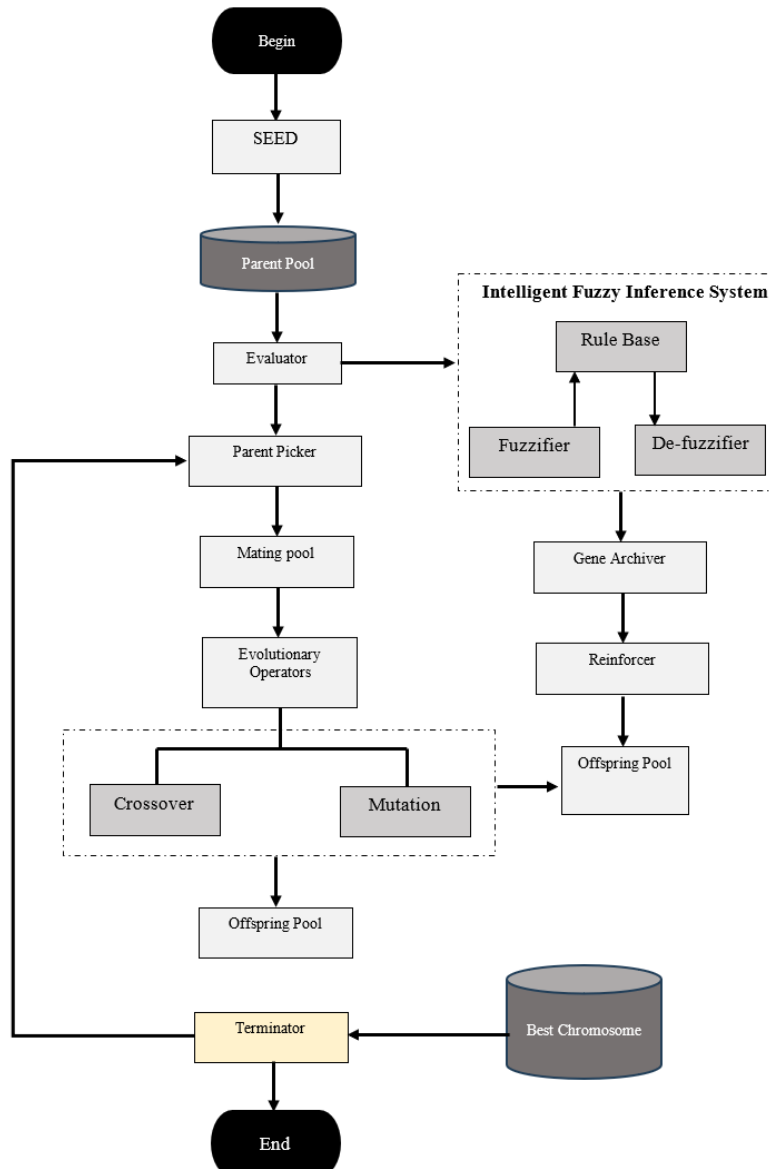 Begin
SEED
Parent Pool
Intelligent Fuzzy Inference System
Rule Base
Evaluator
Fuzzifier
De-fuzzifier
Parent Picker
Mating pool
Gene Archiver
Evolutionary
Operators
Reinforcer
Offspring Pool
Crossover
Mutation
Offspring Pool
Terminator
Best Chromosome
End